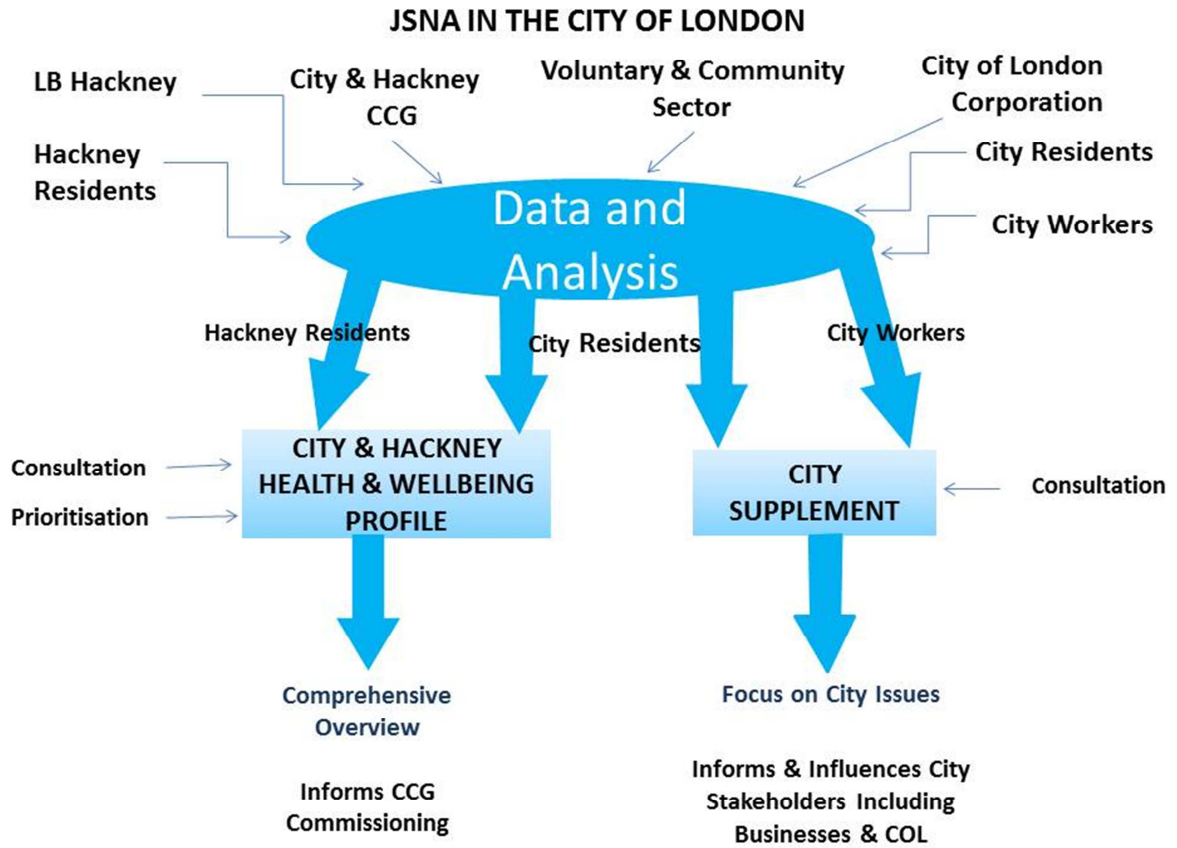 JSNA IN THE CITY OF LONDON
LB Hackney
City & Hackney
CCG
Voluntary & Community
Sector
City of London
Corporation
Hackney
Residents
City Residents
City Workers
Data and
Analysis
Hackney Residents
City Residents
City Workers
Consultation
Prioritisation
CITY & HACKNEY
HEALTH & WELLBEING
PROFILE
CITY
SUPPLEMENT
Consultation
Comprehensive
Overview
Focus on City Issues
Informs CCG
Commissioning
Informs & Influences City
Stakeholders Including
Businesses & COL